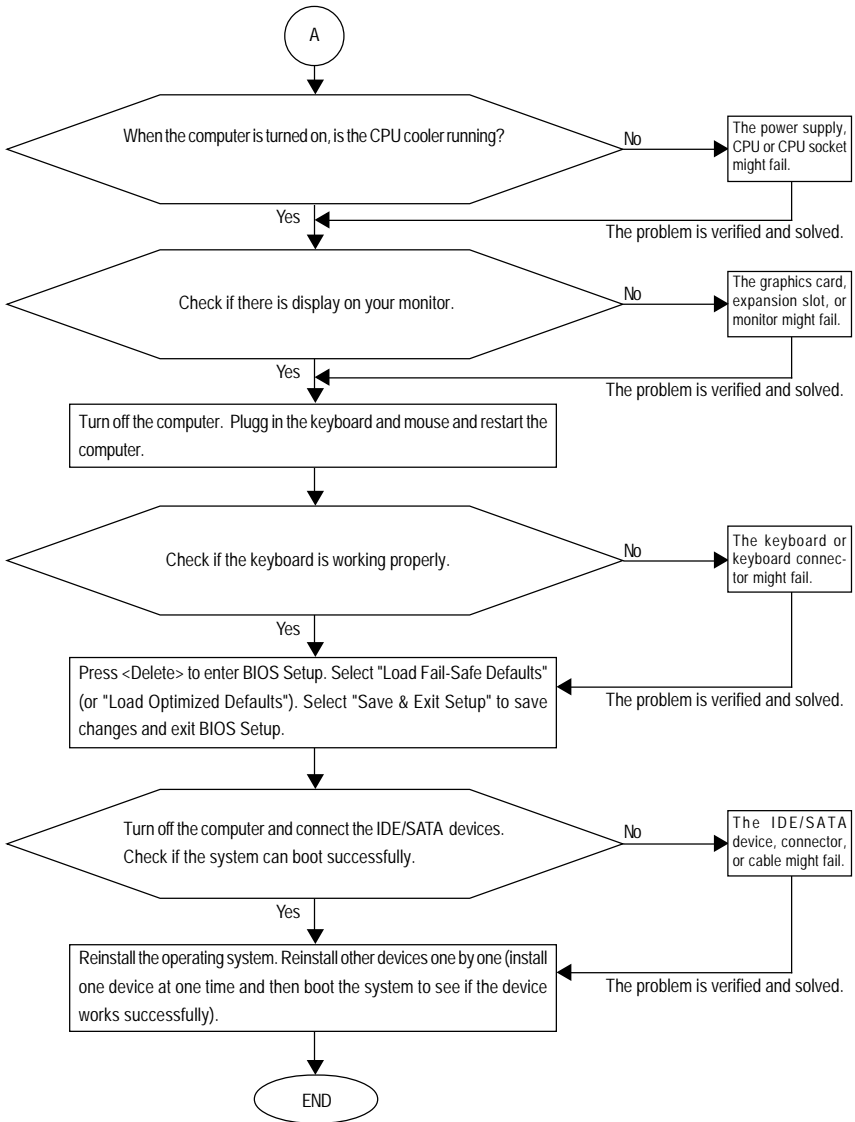 A
When the computer is turned on, is the CPU cooler running?
No
The power supply,
CPU or CPU socket
might fail.
Yes
The problem is verified and solved.
Check if there is display on your monitor.
No
The graphics card,
expansion slot, or
monitor might fail.
Yes
The problem is verified and solved.
Turn off the computer. Plugg in the keyboard and mouse and restart the
computer.
Check if the keyboard is working properly.
No
The keyboard or
keyboard connec-
tor might fail.
Yes
Press <Delete> to enter BIOS Setup. Select "Load Fail-Safe Defaults"
(or "Load Optimized Defaults"). Select "Save & Exit Setup" to save
changes and exit BIOS Setup.
The problem is verified and solved.
Turn off the computer and connect the IDE/SATA devices.
Check if the system can boot successfully.
No
The IDE/SATA
device, connector,
or cable might fail.
Yes
Reinstall the operating system. Reinstall other devices one by one (install
one device at one time and then boot the system to see if the device
works successfully).
The problem is verified and solved.
END